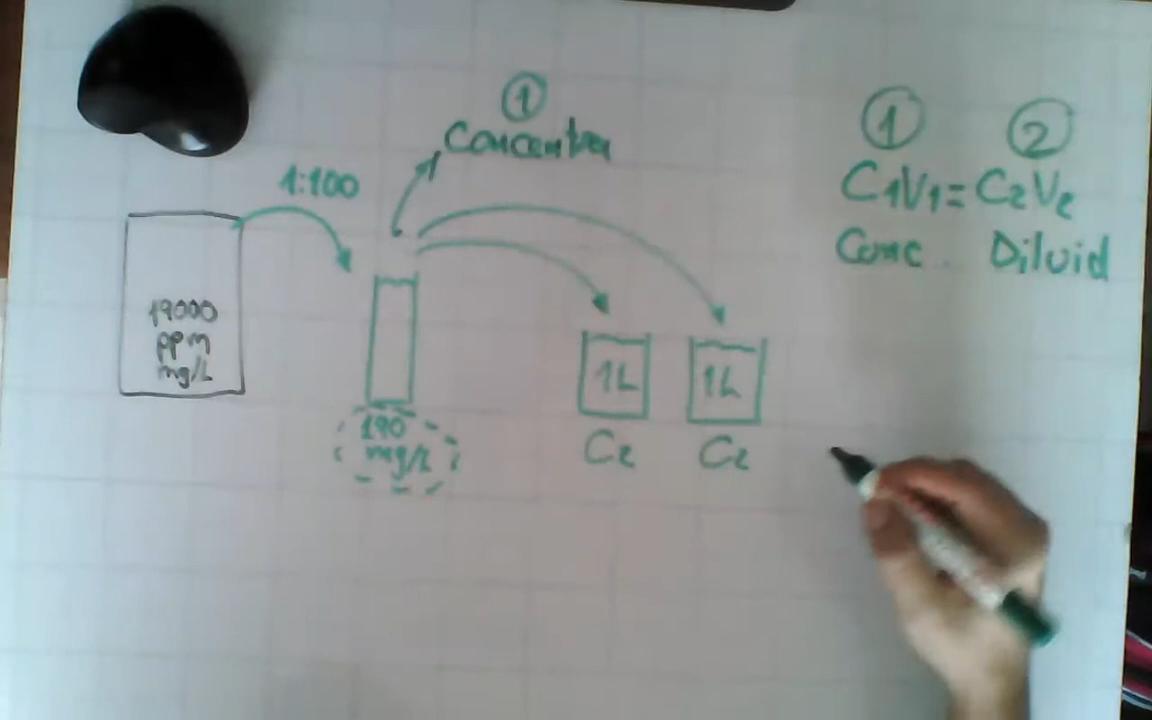 ①
Concentra
1:100
19000
ppm
mg/L
190
mg/L
1L
C2
1L
C2
① ②
C1V1=C2V2
Conc. Diluid